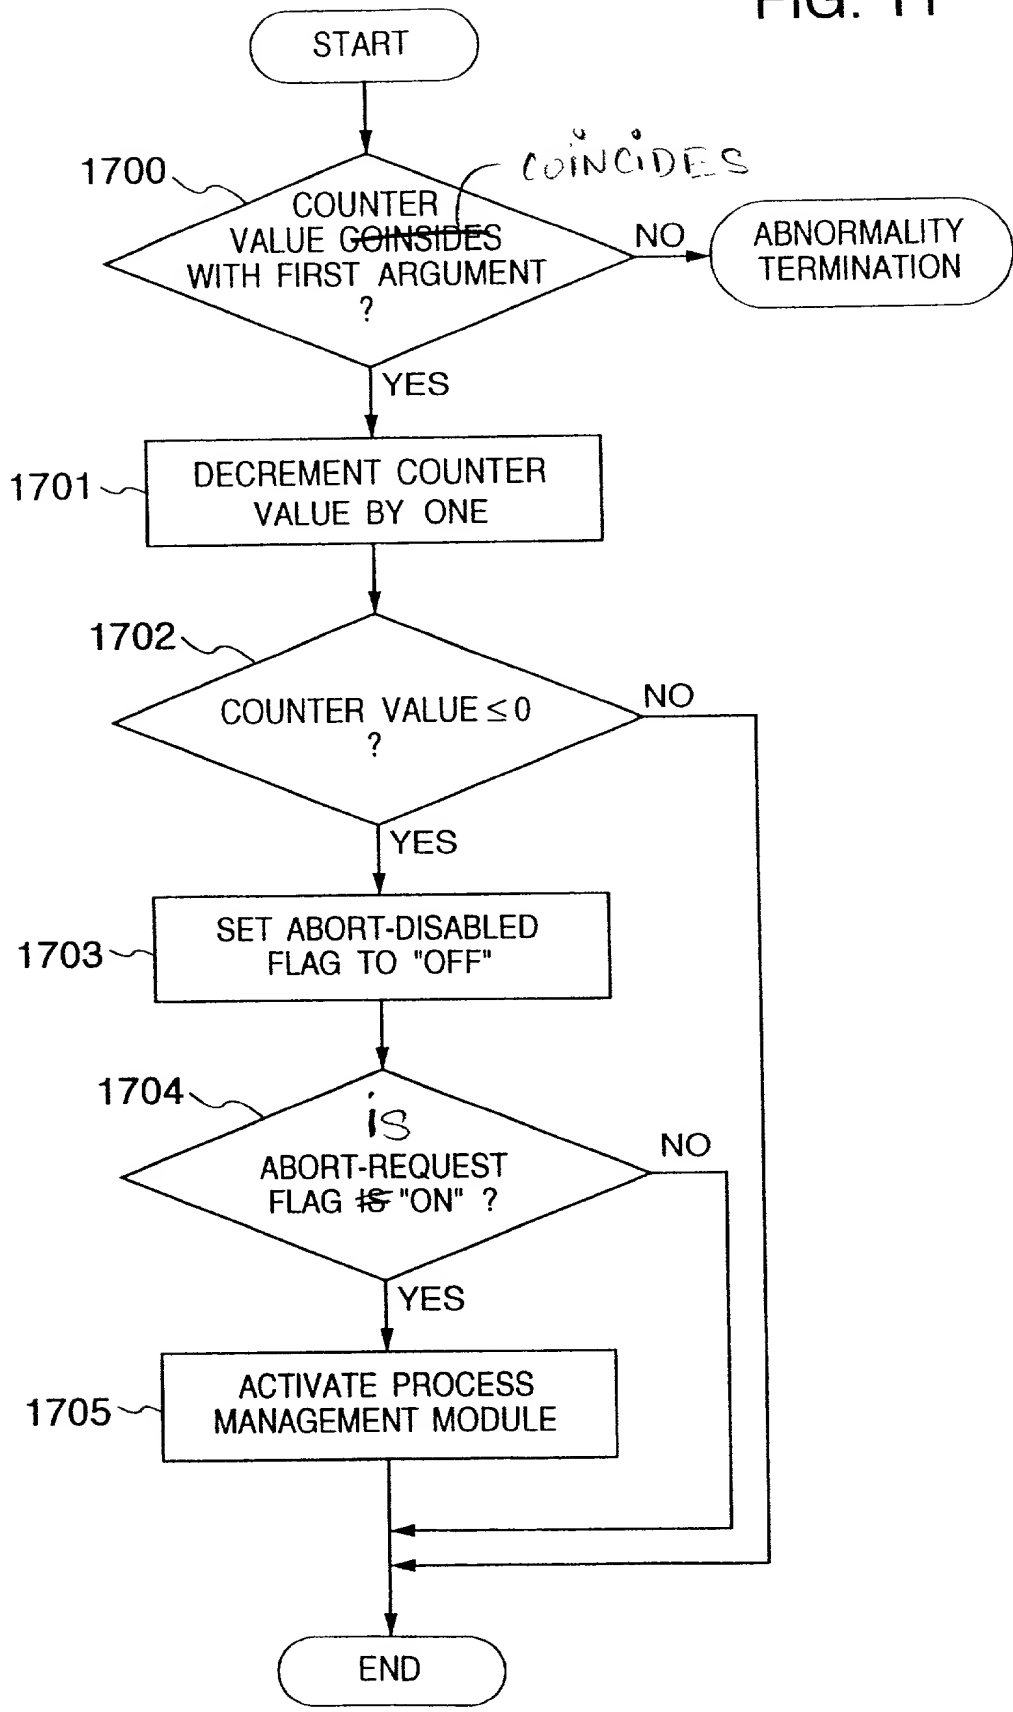 FIG. 11
START
1700
COINCIDES
COUNTER
VALUE COINSIDES
WITH FIRST ARGUMENT
?
NO
ABNORMALITY
TERMINATION
YES
1701
DECREMENT COUNTER
VALUE BY ONE
1702
COUNTER VALUE ≤ 0
?
NO
YES
1703
SET ABORT-DISABLED
FLAG TO "OFF"
1704
is
ABORT-REQUEST
FLAG IS "ON" ?
NO
YES
1705
ACTIVATE PROCESS
MANAGEMENT MODULE
END